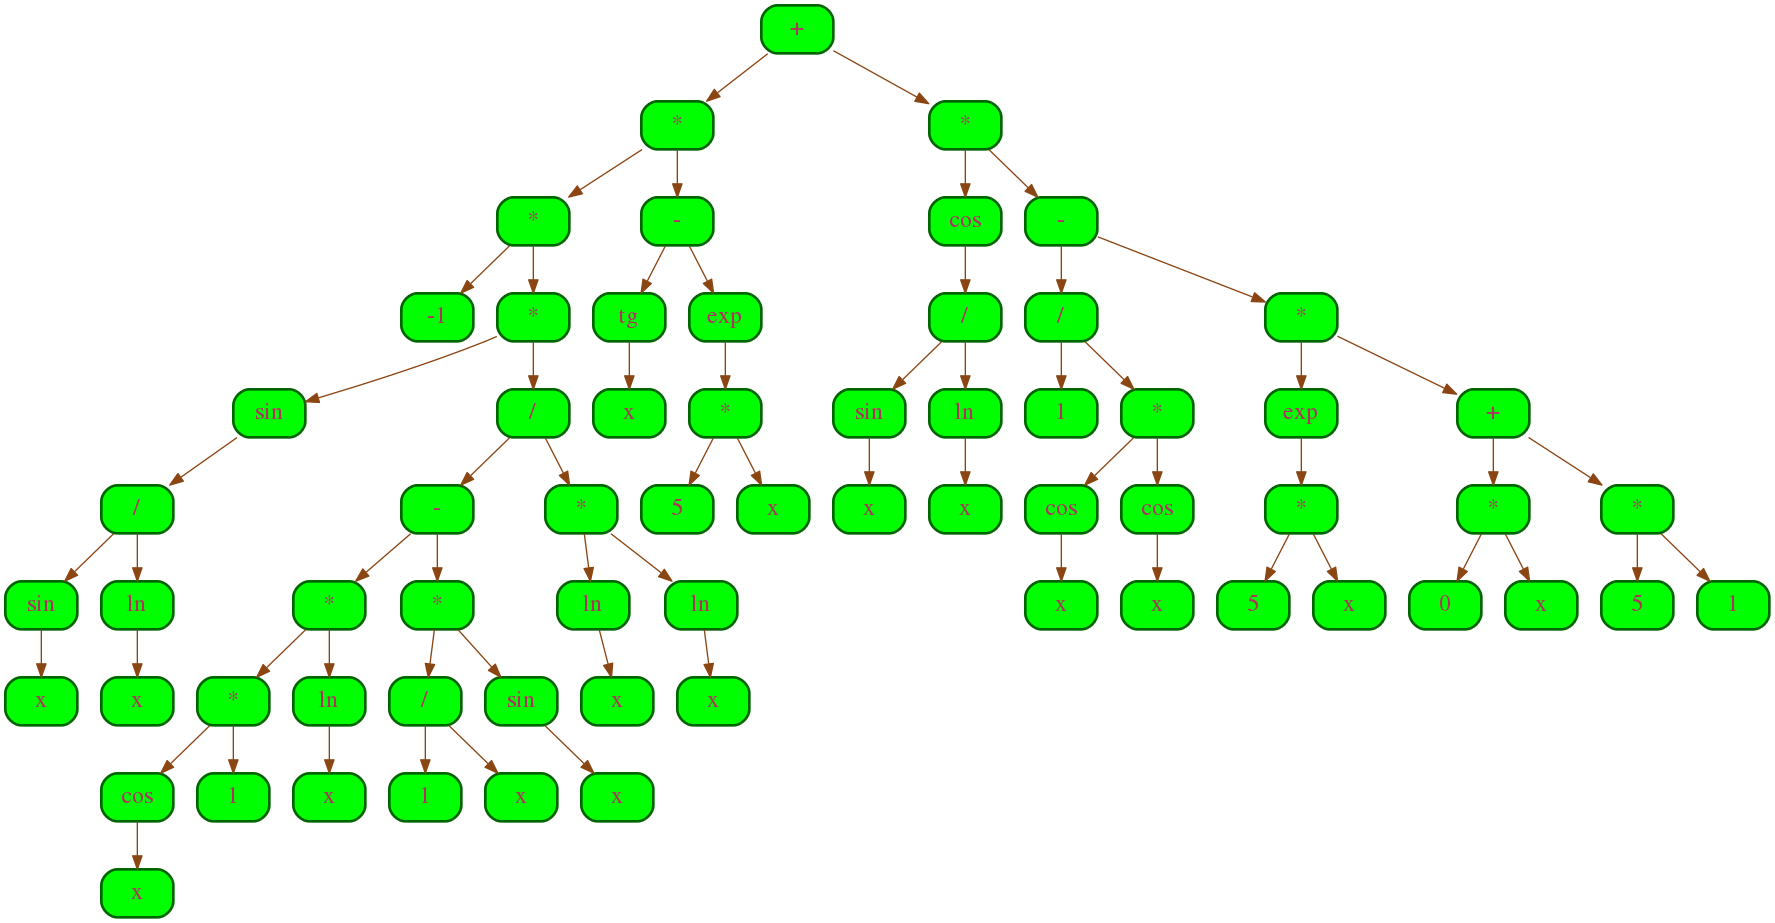 +
* *
* - cos -
-1 * tg exp / / *
sin / x * sin ln 1 * exp +
/ - * 5 x x x cos cos * * *
sin ln * * ln ln x x 5 x 0 x 5 1
x x * ln / sin x x
cos 1 x 1 x x
x